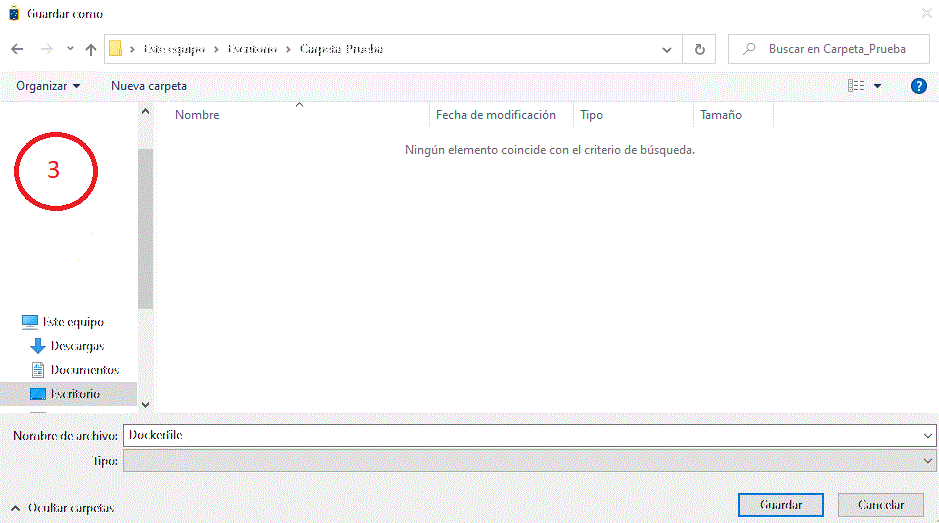 Guardar como
Este equipo > Escritorio > Carpeta_Prueba
Buscar en Carpeta_Prueba
Organizar
Nueva carpeta
?
Nombre
Fecha de modificación
Tipo
Tamaño
Ningún elemento coincide con el criterio de búsqueda.
3
Este equipo
Descargas
Documentos
Escritorio
Nombre de archivo: Dockerfile
Tipo:
Ocultar carpetas
Guardar
Cancelar